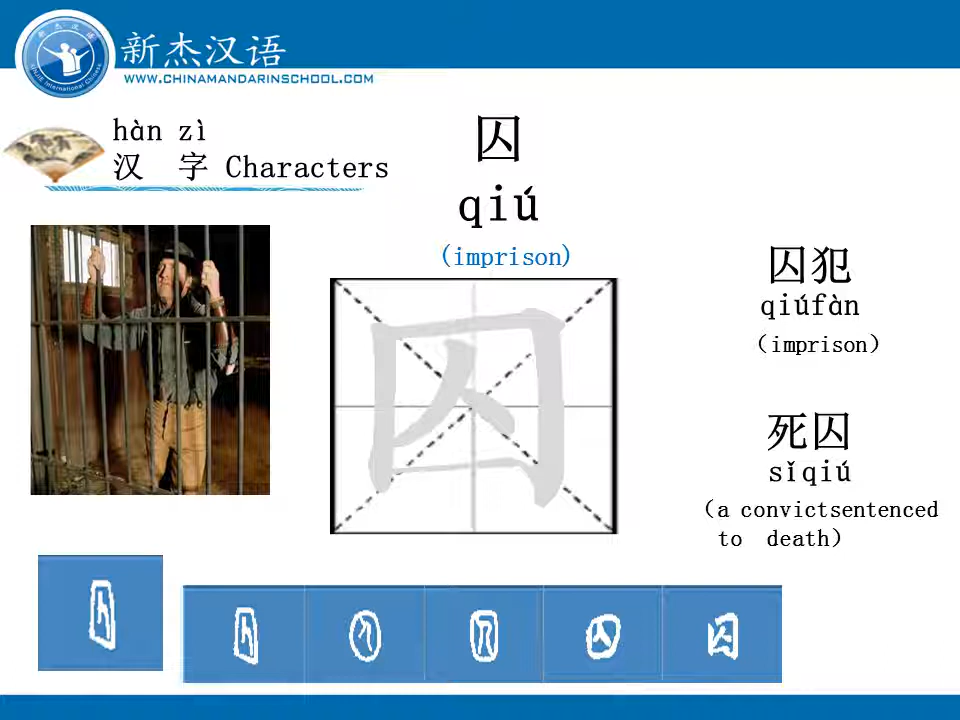 新杰汉语
WWW.CHINAMANDARINSCHOOL.COM
hàn zì
汉 字 Characters
囚
qiú
(imprison)
囚
囚犯
qiúfàn
（imprison）
死囚
sǐqiú
（a convictsentenced
to death）